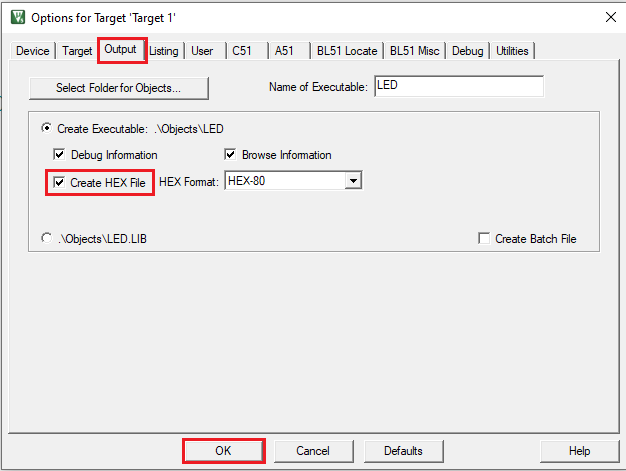 Options for Target 'Target 1'
Device Target Output Listing User C51 A51 BL51 Locate BL51 Misc Debug Utilities
Select Folder for Objects... Name of Executable: LED
Create Executable: .\Objects\LED
Debug Information Browse Information
Create HEX File HEX Format: HEX-80
.\Objects\LED.LIB Create Batch File
OK Cancel Defaults Help